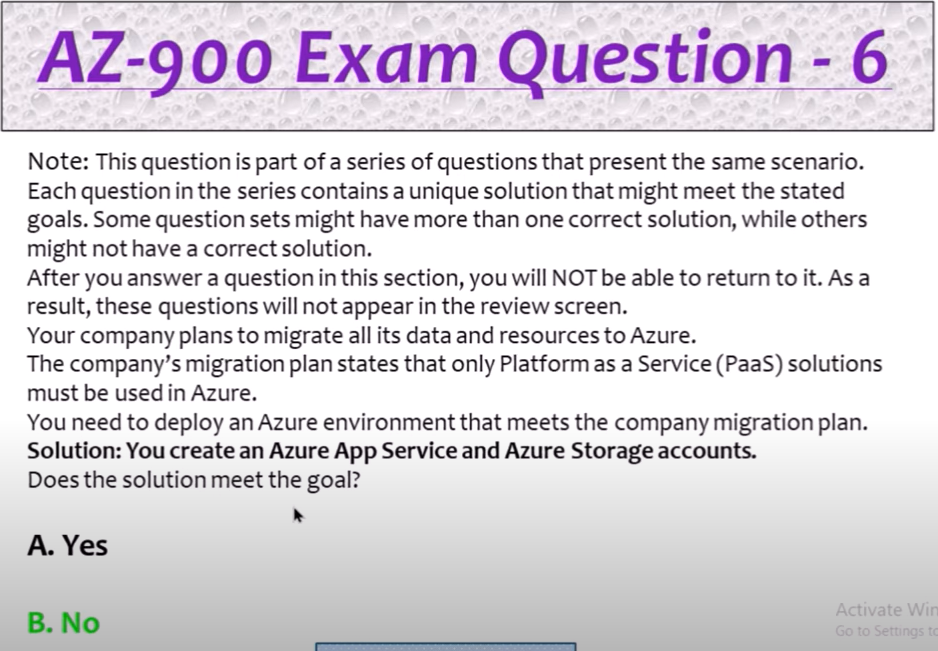 AZ-900 Exam Question - 6
Note: This question is part of a series of questions that present the same scenario.
Each question in the series contains a unique solution that might meet the stated
goals. Some question sets might have more than one correct solution, while others
might not have a correct solution.
After you answer a question in this section, you will NOT be able to return to it. As a
result, these questions will not appear in the review screen.
Your company plans to migrate all its data and resources to Azure.
The company's migration plan states that only Platform as a Service (PaaS) solutions
must be used in Azure.
You need to deploy an Azure environment that meets the company migration plan.
Solution: You create an Azure App Service and Azure Storage accounts.
Does the solution meet the goal?
A. Yes
B. No
Activate Win
Go to Settings to